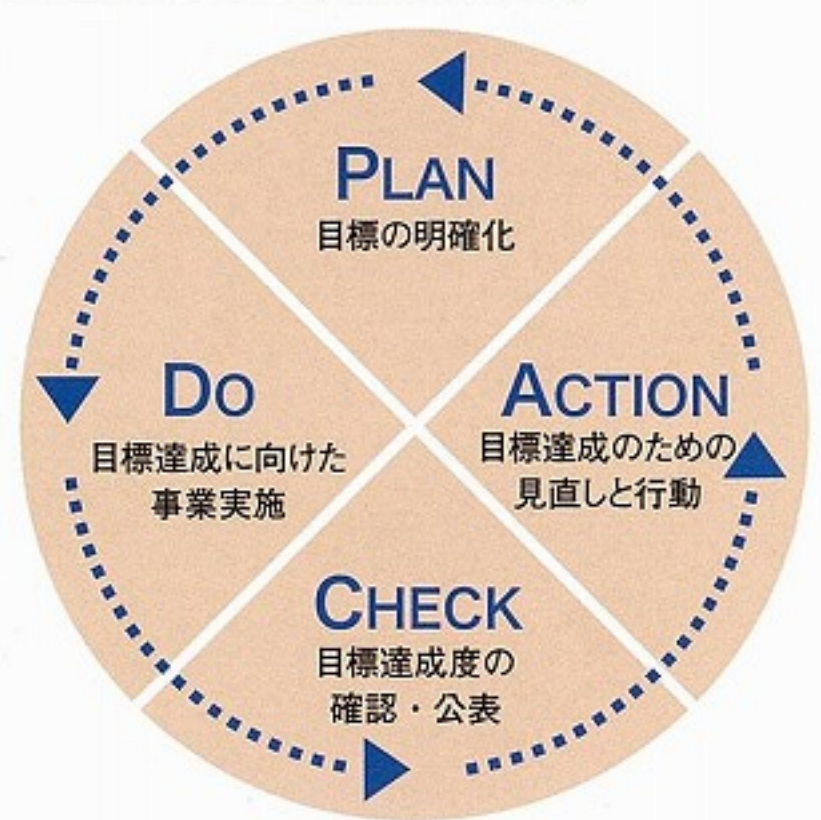 PLAN
目標の明確化
DO
目標達成に向けた
事業実施
CHECK
目標達成度の
確認・公表
ACTION
目標達成のための
見直しと行動